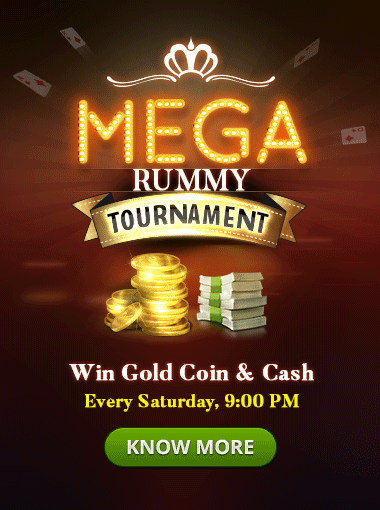 MEGA
RUMMY
TOURNAMENT
Win Gold Coin & Cash
Every Saturday, 9:00 PM
KNOW MORE